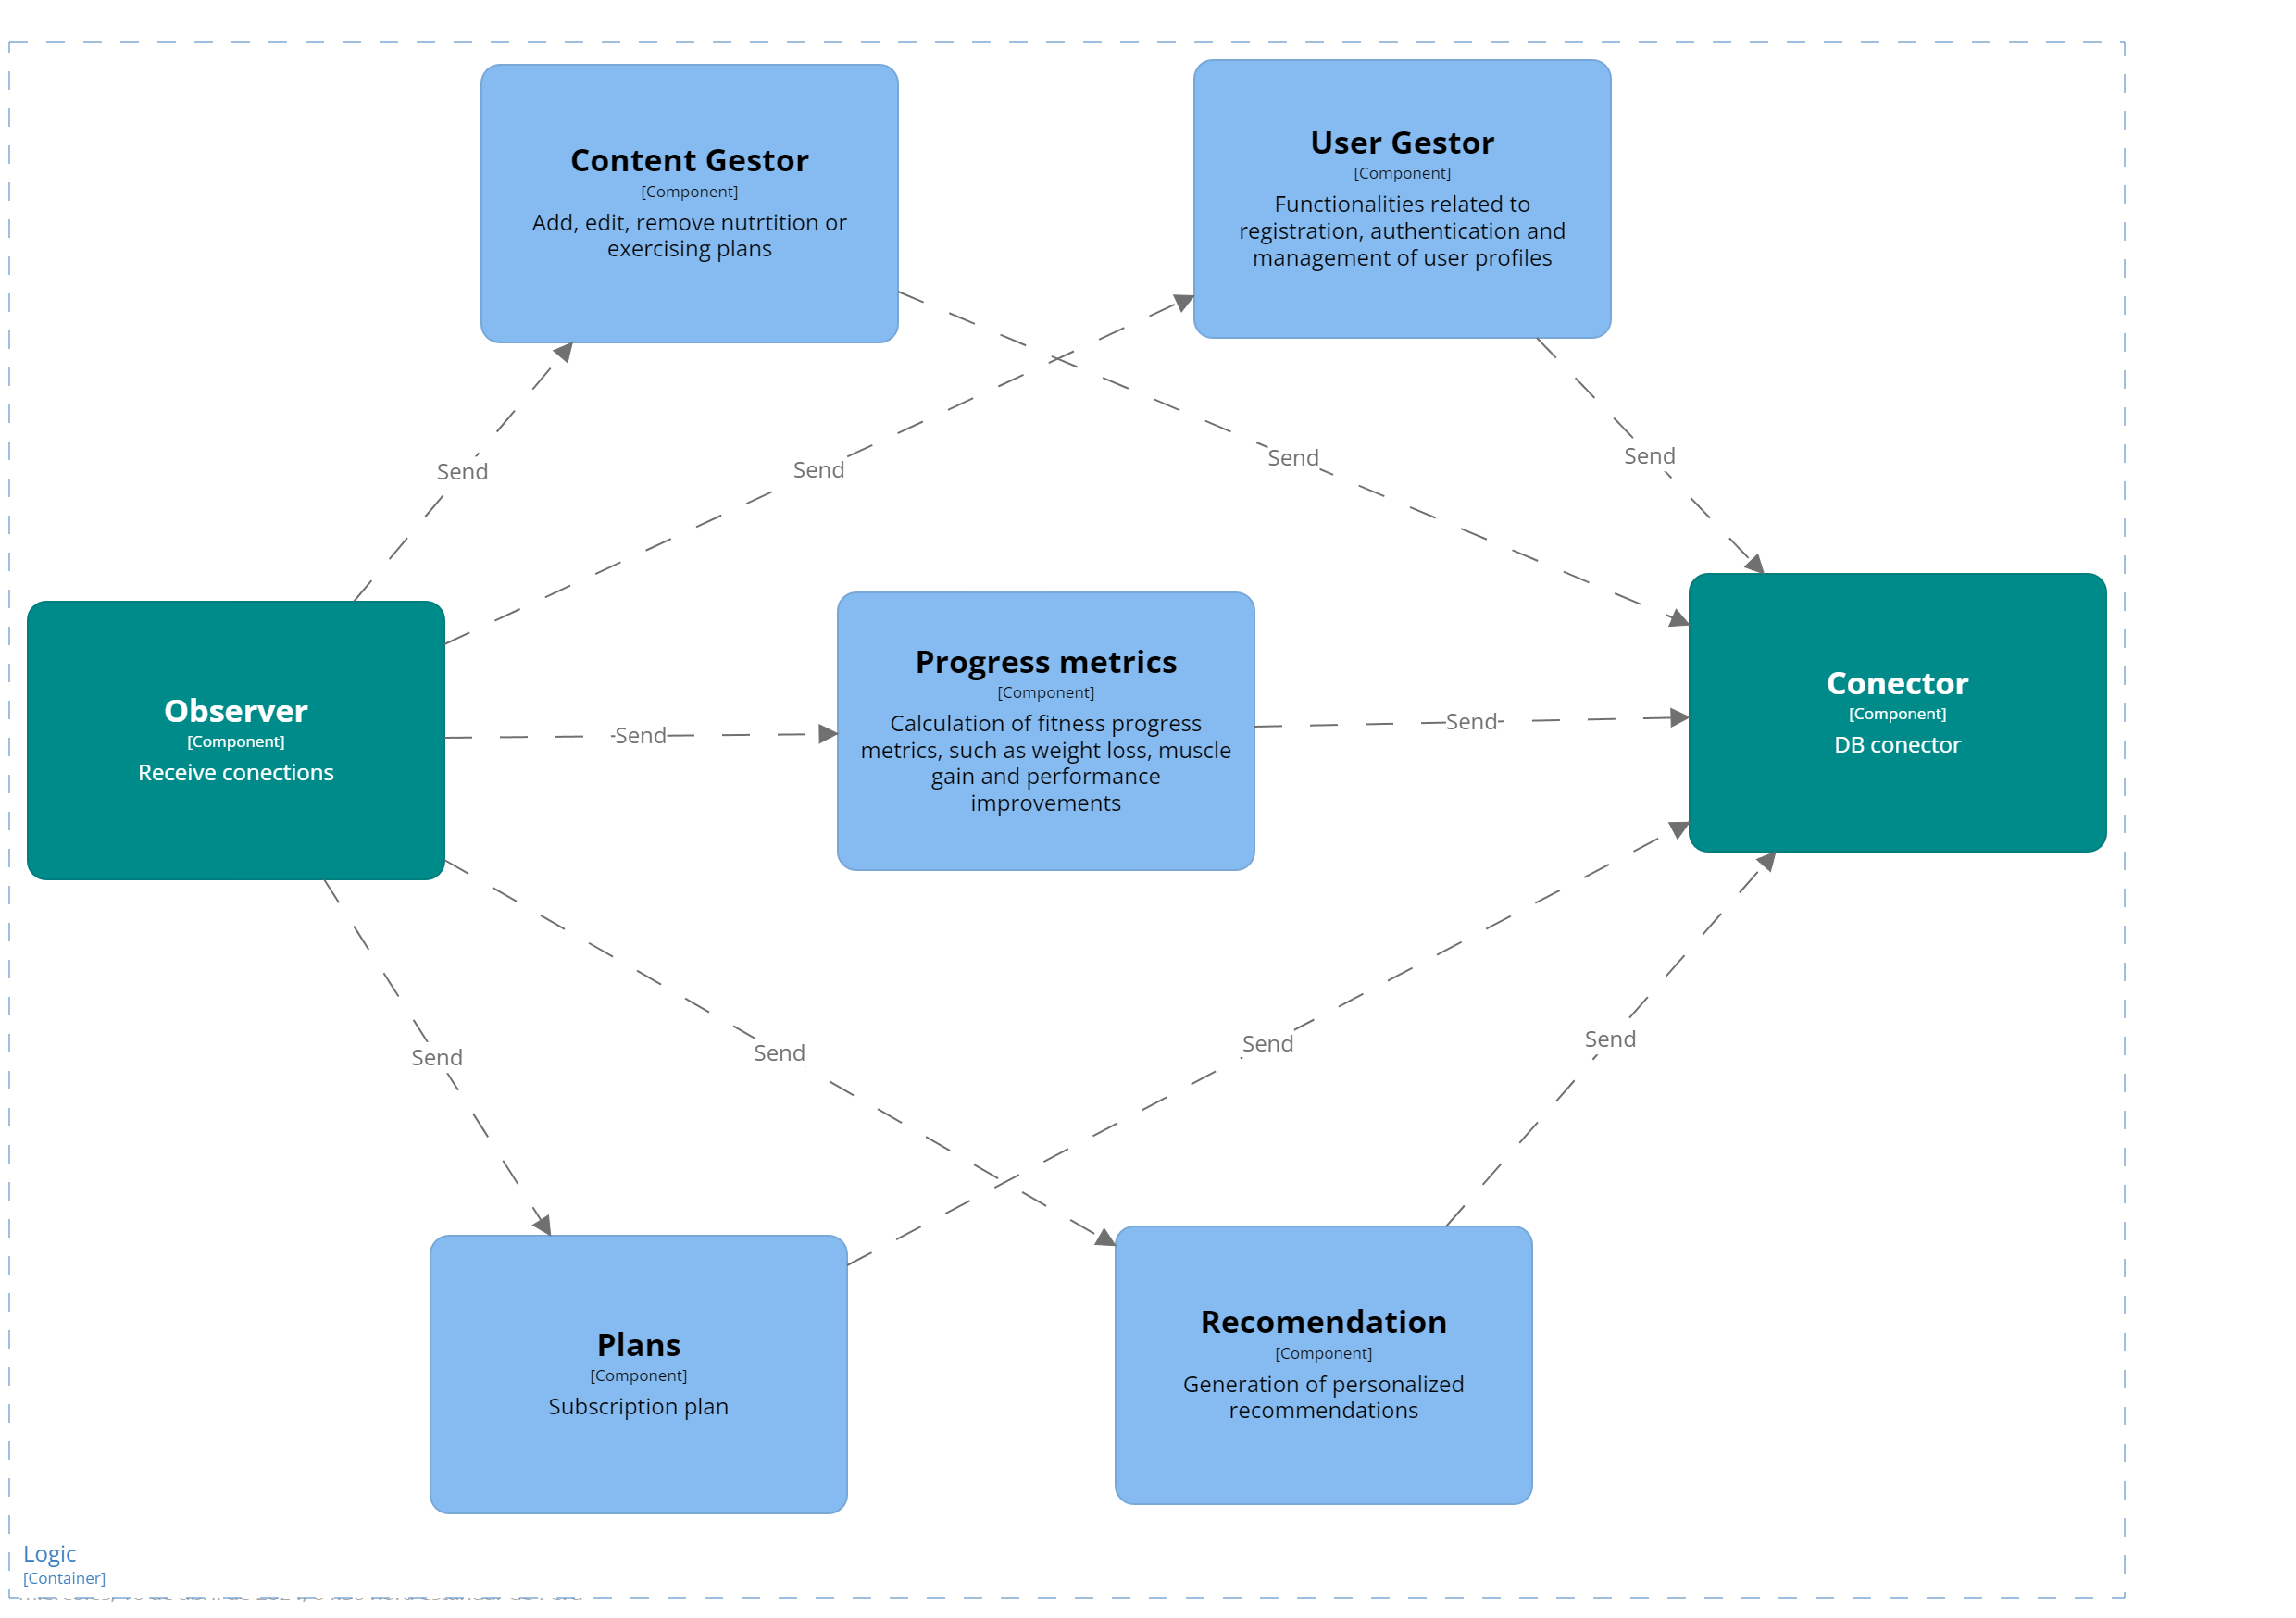 Content Gestor
[Component]
Add, edit, remove nutrtition or
exercising plans
User Gestor
[Component]
Functionalities related to
registration, authentication and
management of user profiles
Send
Send
Send
Send
Observer
[Component]
Receive conections
Send
Progress metrics
[Component]
Calculation of fitness progress
metrics, such as weight loss, muscle
gain and performance
improvements
Send
Conector
[Component]
DB conector
Send
Send
Send
Send
Plans
[Component]
Subscription plan
Recomendation
[Component]
Generation of personalized
recommendations
Logic
[Container]